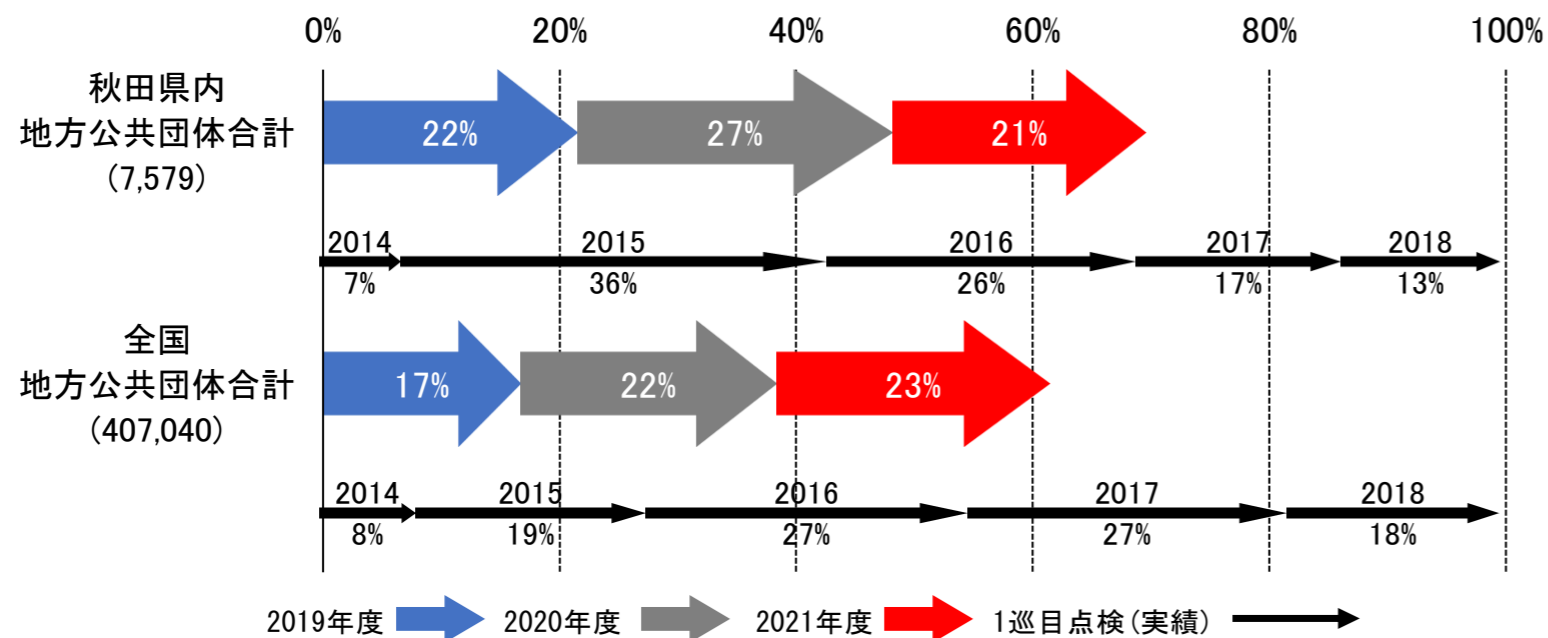 0% 20% 40% 60% 80% 100%
秋田県内
地方公共団体合計
(7,579)
22% 27% 21%
2014 2015 2016 2017 2018
7% 36% 26% 17% 13%
全国
地方公共団体合計
(407,040)
17% 22% 23%
2014 2015 2016 2017 2018
8% 19% 27% 27% 18%
2019年度 2020年度 2021年度 1巡目点検(実績)